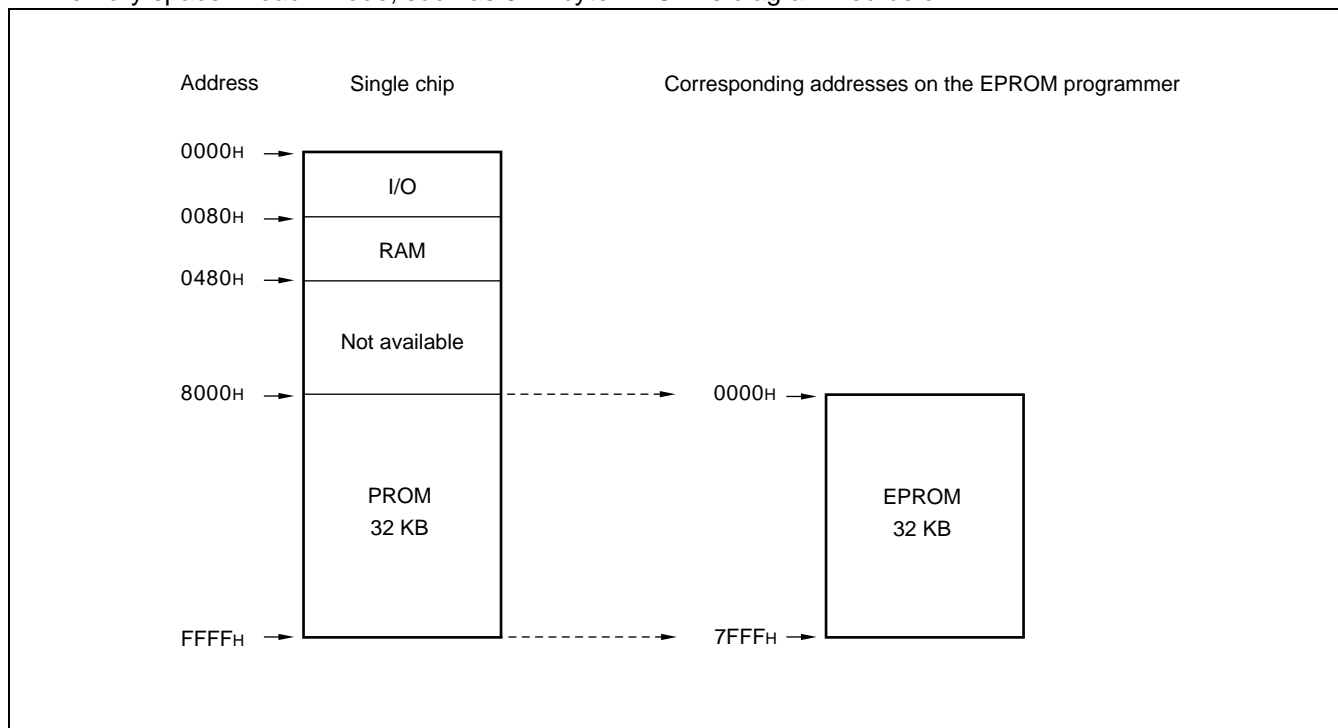 Address Single chip Corresponding addresses on the EPROM programmer
0000H
I/O
0080H
RAM
0480H
Not available
8000H 0000H
PROM EPROM
32 KB 32 KB
FFFFH 7FFFH